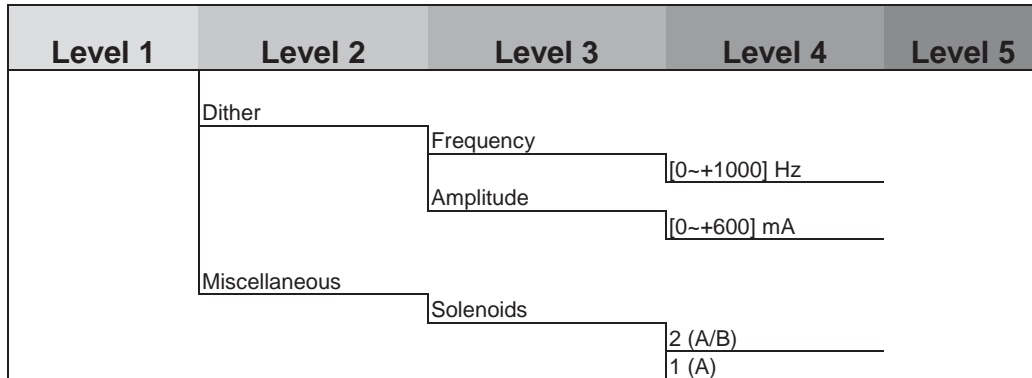 Level 1 Level 2 Level 3 Level 4 Level 5
Dither
Frequency
[0~+1000] Hz
Amplitude
[0~+600] mA
Miscellaneous
Solenoids
2 (A/B)
1 (A)